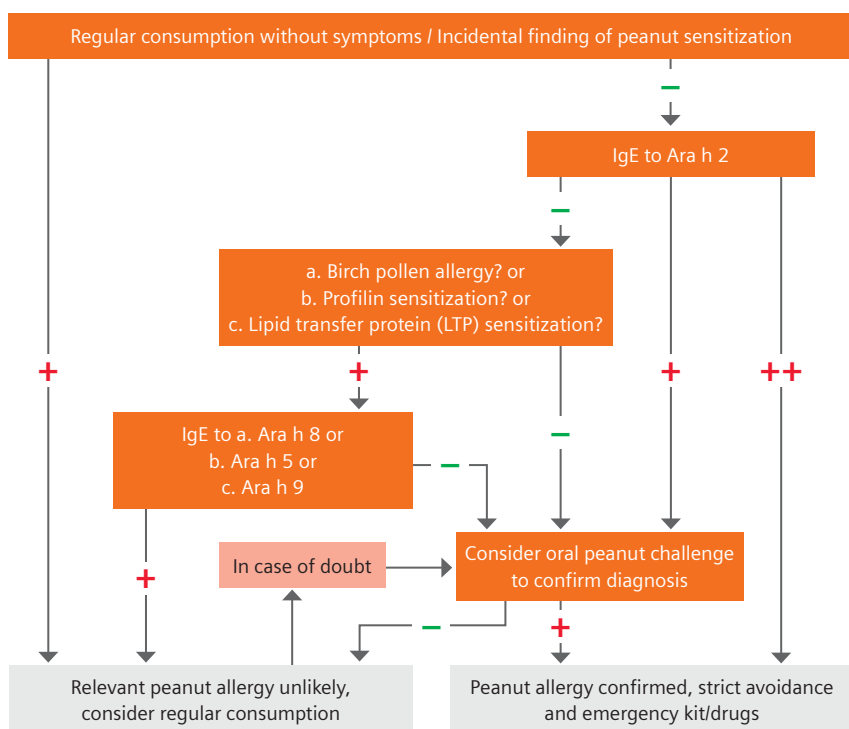 Regular consumption without symptoms / Incidental finding of peanut sensitization
−
IgE to Ara h 2
−
a. Birch pollen allergy? or
b. Profilin sensitization? or
c. Lipid transfer protein (LTP) sensitization?
+
+
+
++
IgE to a. Ara h 8 or
b. Ara h 5 or
c. Ara h 9
−
−
In case of doubt
Consider oral peanut challenge
to confirm diagnosis
+
−
+
Relevant peanut allergy unlikely,
consider regular consumption
Peanut allergy confirmed, strict avoidance
and emergency kit/drugs